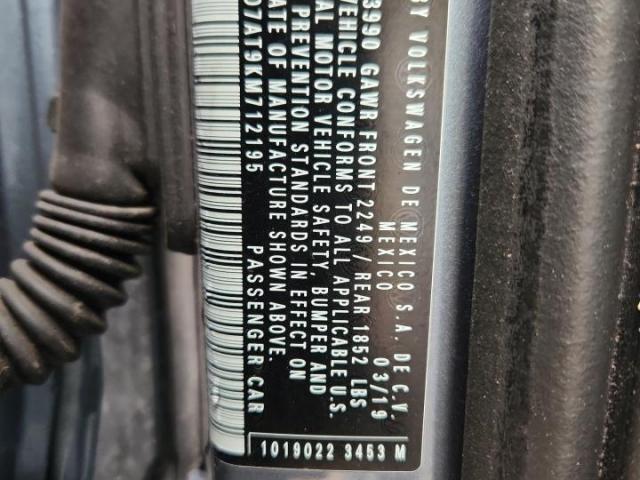 BY VOLKSWAGEN DE MEXICO S.A. DE C.V.
MEXICO 03/19
3990 GAWR FRONT 2249 / REAR 1852 LBS
VEHICLE CONFORMS TO ALL APPLICABLE U.S.
AL MOTOR VEHICLE SAFETY, BUMPER AND
PREVENTION STANDARDS IN EFFECT ON
ATE OF MANUFACTURE SHOWN ABOVE.
D7AT9KM712195 PASSENGER CAR
1019022 3453 M